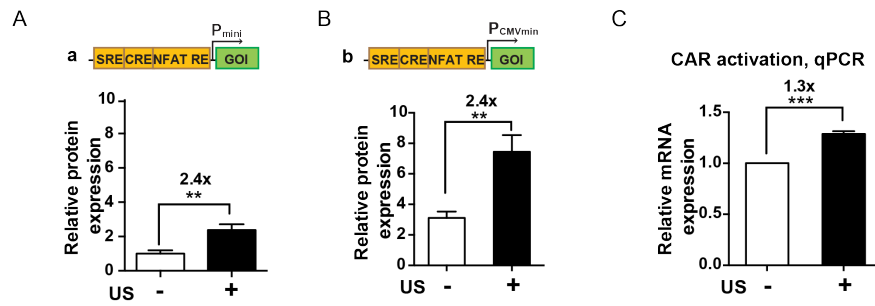 A
a
P mini
SRE CRE NFAT RE GOI
Relative protein
expression
10
8
6
4
2
0
2.4x
**
US - +
B
b
P CMVmin
SRE CRE NFAT RE GOI
Relative protein
expression
10
8
6
4
2
0
2.4x
**
US - +
C
CAR activation, qPCR
Relative mRNA
expression
1.5
1.0
0.5
0.0
1.3x
***
US - +